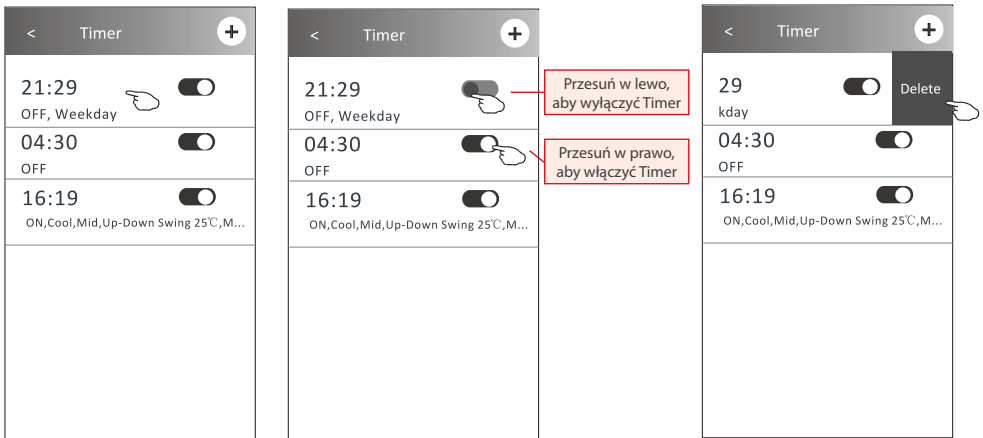 < Timer +
21:29
OFF, Weekday
04:30
OFF
16:19
ON,Cool,Mid,Up-Down Swing 25℃,M...
< Timer +
21:29
OFF, Weekday
04:30
OFF
16:19
ON,Cool,Mid,Up-Down Swing 25℃,M...
Przesuń w lewo,
aby wyłączyć Timer
Przesuń w prawo,
aby włączyć Timer
< Timer +
29
kday
Delete
04:30
OFF
16:19
ON,Cool,Mid,Up-Down Swing 25℃,M...